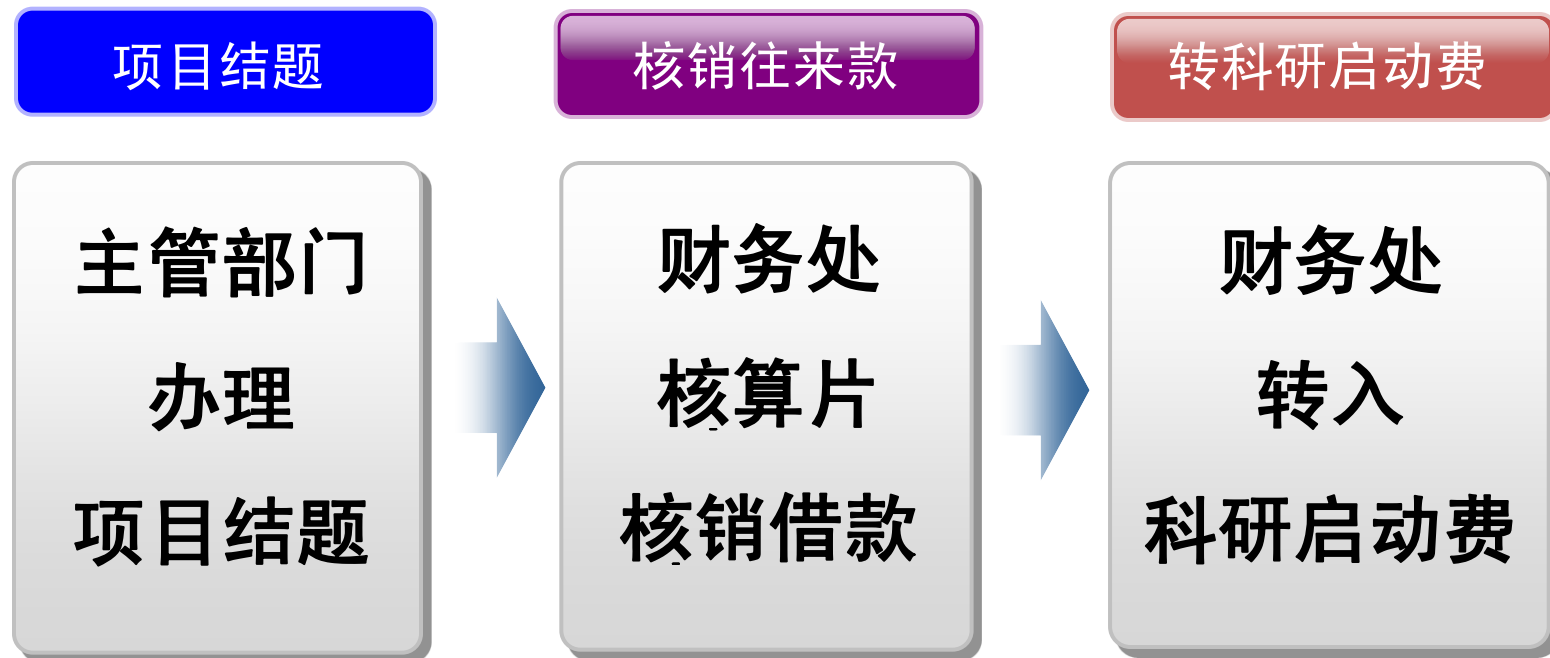 项目结题
核销往来款
转科研启动费
主管部门
办理
项目结题
财务处
核算片
核销借款
财务处
转入
科研启动费